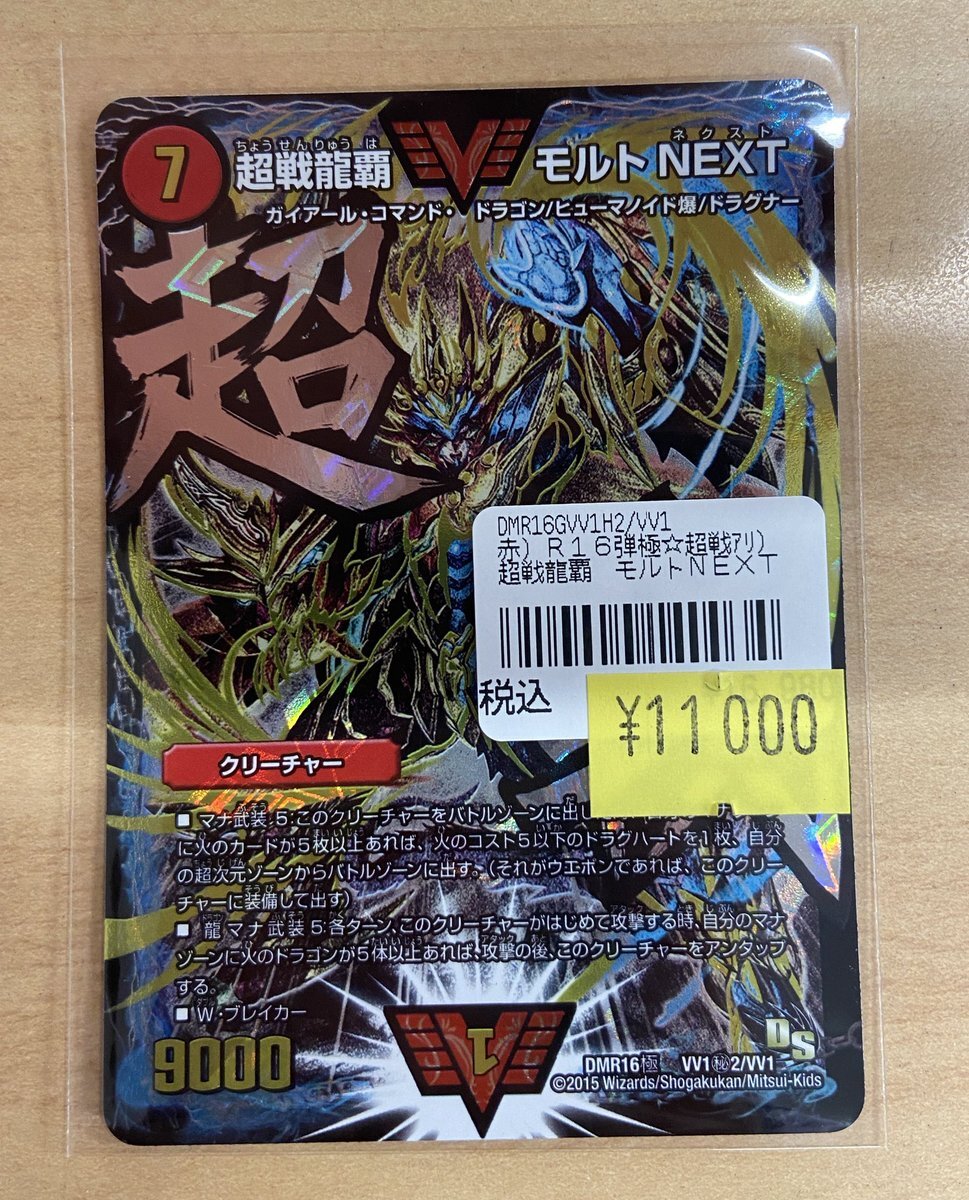 7
ちょうせんりゅう は
ネクスト
超戦龍覇 モルト NEXT
ガイアール・コマンド・ドラゴン/ヒューマノイド爆/ドラグナー
超
DMR16GVV1H2/VV1
赤)R16弾極☆超戦アリ)
超戦龍覇 モルトNEXT
税込
¥11000
クリーチャー
■ マナ武装 5:このクリーチャーをバトルゾーンに出し
に火のカードが5枚以上あれば、火のコスト5以下のドラグハートを1枚、自分
の超次元ゾーンからバトルゾーンに出す。(それがウエポンであれば、このクリー
チャーに装備して出す)
■ 龍マナ武装 5:各ターン、このクリーチャーがはじめて攻撃する時、自分のマナ
ゾーンに火のドラゴンが5体以上あれば、攻撃の後、このクリーチャーをアンタップ
する。
■ W・ブレイカー
9000
1
DS
DMR16極 VV1㊙2/VV1
©2015 Wizards/Shogakukan/Mitsui-Kids